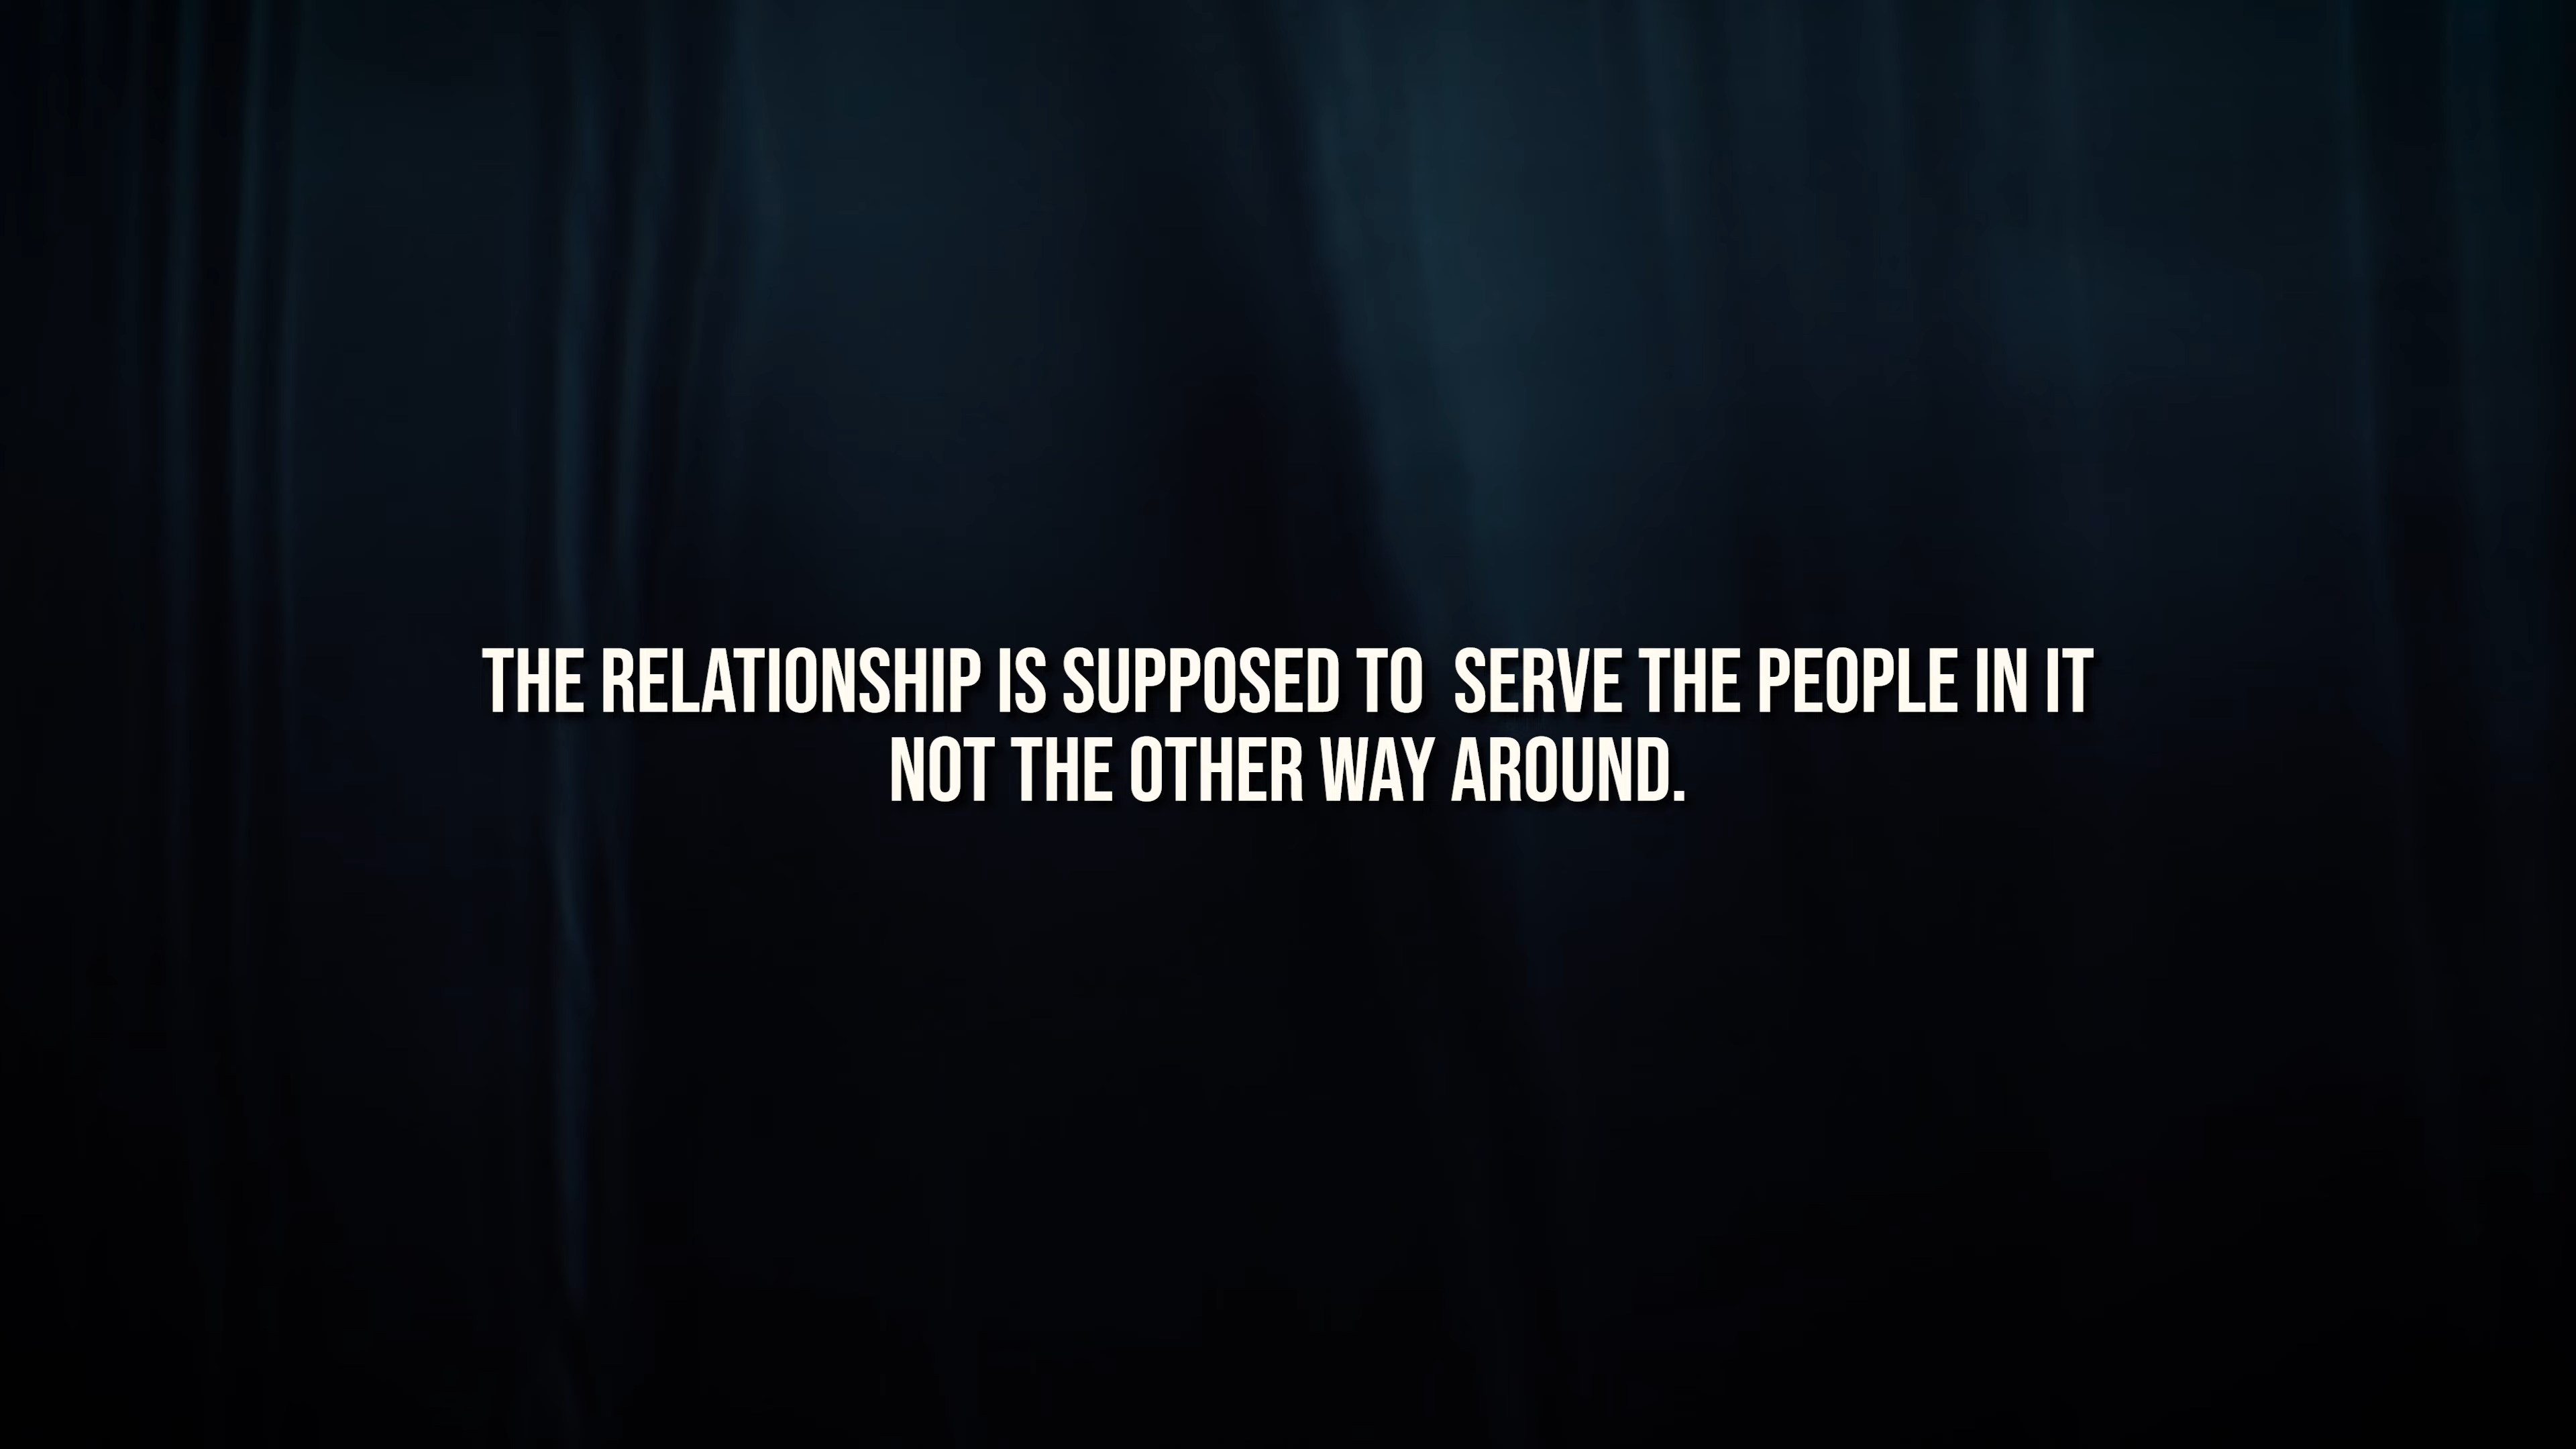 THE RELATIONSHIP IS SUPPOSED TO  SERVE THE PEOPLE IN IT
NOT THE OTHER WAY AROUND.